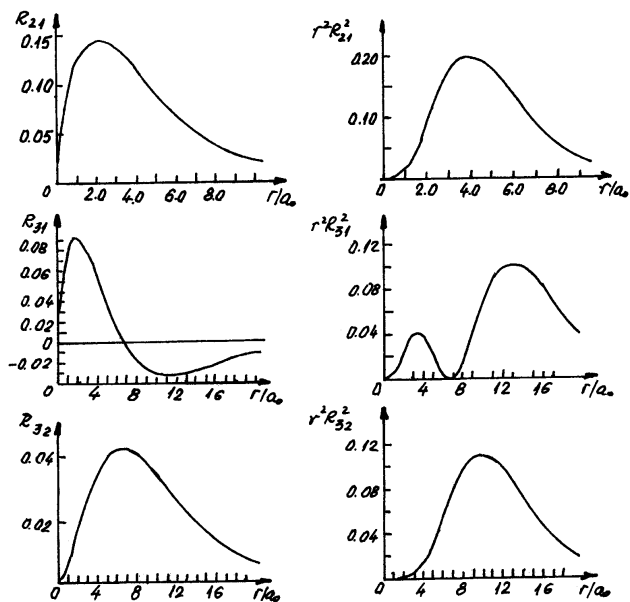 R₂₁
0.15
0.10
0.05
0
2.0 4.0 6.0 8.0 r/a₀
r²R²₂₁
0.20
0.10
0
2.0 4.0 6.0 8.0 r/a₀
R₃₁
0.08
0.06
0.04
0.02
0
-0.02
4 8 12 16 r/a₀
r²R²₃₁
0.12
0.08
0.04
0 4 8 12 16 r/a₀
R₃₂
0.04
0.02
0 4 8 12 16 r/a₀
r²R²₃₂
0.12
0.08
0.04
0 4 8 12 16 r/a₀